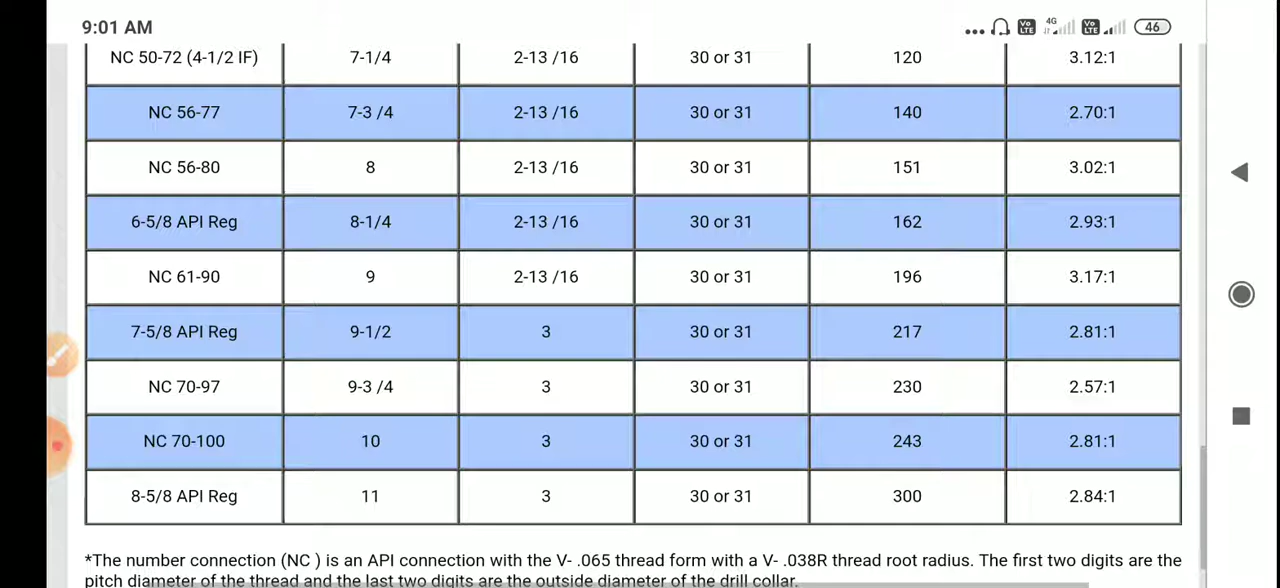 9:01 AM
4G
Vo LTE
Vo LTE
46
NC 50-72 (4-1/2 IF) 7-1/4 2-13 /16 30 or 31 120 3.12:1
NC 56-77 7-3 /4 2-13 /16 30 or 31 140 2.70:1
NC 56-80 8 2-13 /16 30 or 31 151 3.02:1
6-5/8 API Reg 8-1/4 2-13 /16 30 or 31 162 2.93:1
NC 61-90 9 2-13 /16 30 or 31 196 3.17:1
7-5/8 API Reg 9-1/2 3 30 or 31 217 2.81:1
NC 70-97 9-3 /4 3 30 or 31 230 2.57:1
NC 70-100 10 3 30 or 31 243 2.81:1
8-5/8 API Reg 11 3 30 or 31 300 2.84:1
*The number connection (NC ) is an API connection with the V- .065 thread form with a V- .038R thread root radius. The first two digits are the
pitch diameter of the thread and the last two digits are the outside diameter of the drill collar.